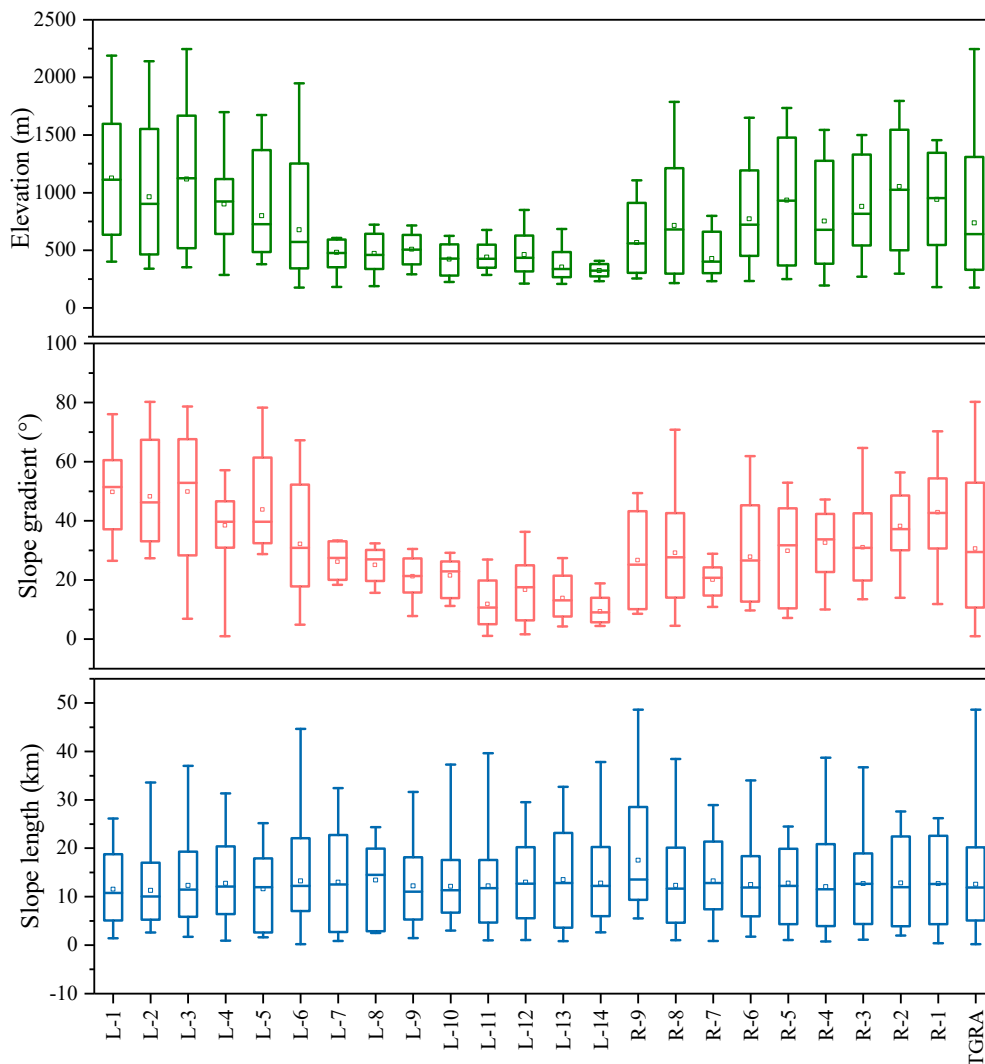 2500
2000
1500
1000
500
0
Elevation (m)
100
80
60
40
20
0
Slope gradient (°)
50
40
30
20
10
0
-10
Slope length (km)
L-1
L-2
L-3
L-4
L-5
L-6
L-7
L-8
L-9
L-10
L-11
L-12
L-13
L-14
R-9
R-8
R-7
R-6
R-5
R-4
R-3
R-2
R-1
TGRA